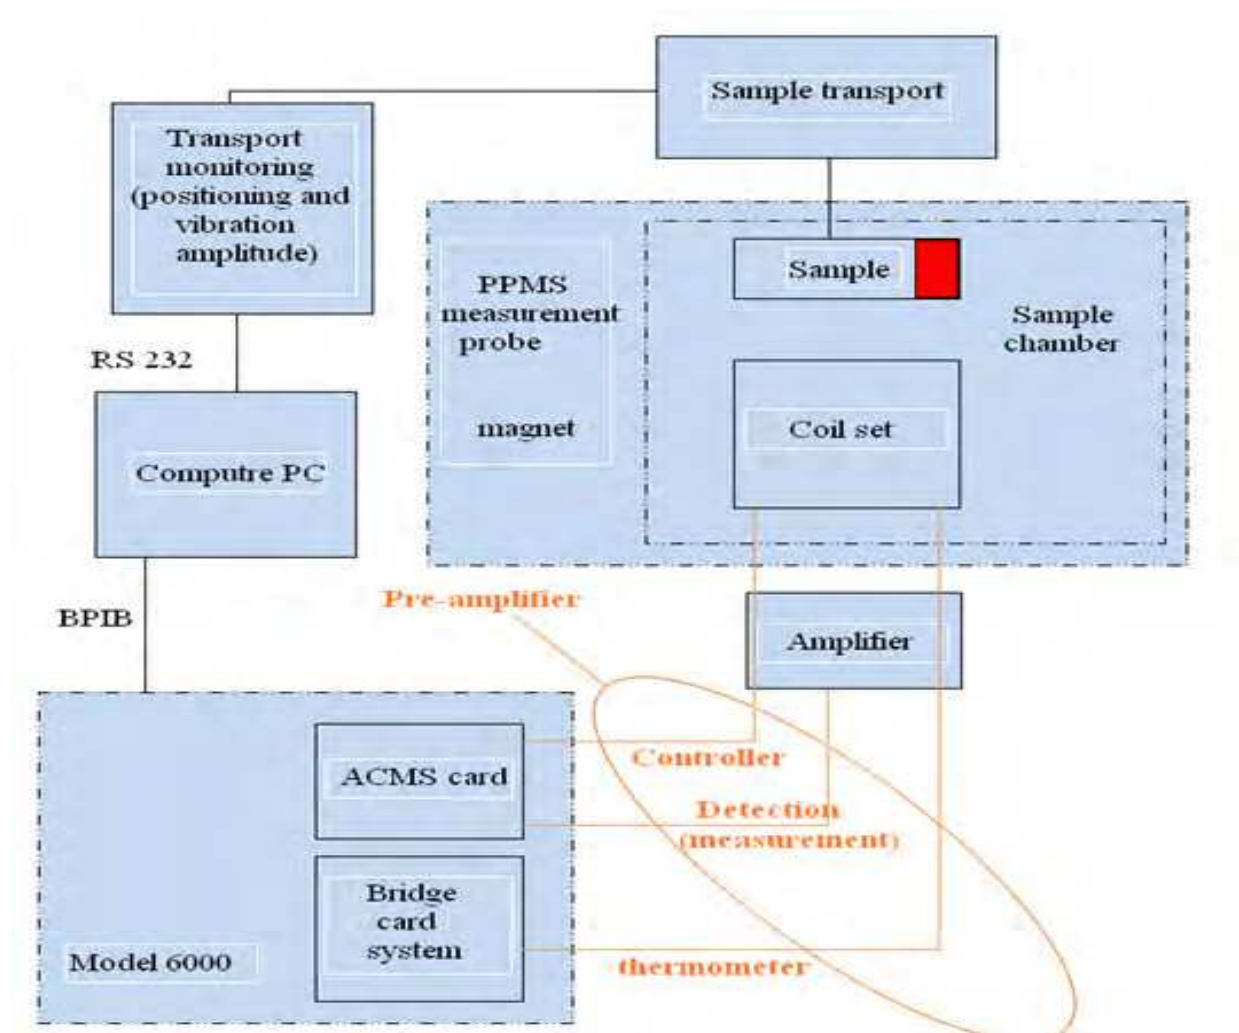 Sample transport
Transport
monitoring
(positioning and
vibration
amplitude)
PPMS
measurement
probe
magnet
Sample
Sample
chamber
Coil set
RS 232
Computre PC
BPIB
Pre-amplifier
Amplifier
ACMS card
Controller
Detection
(measurement)
Bridge
card
system
Model 6000
thermometer